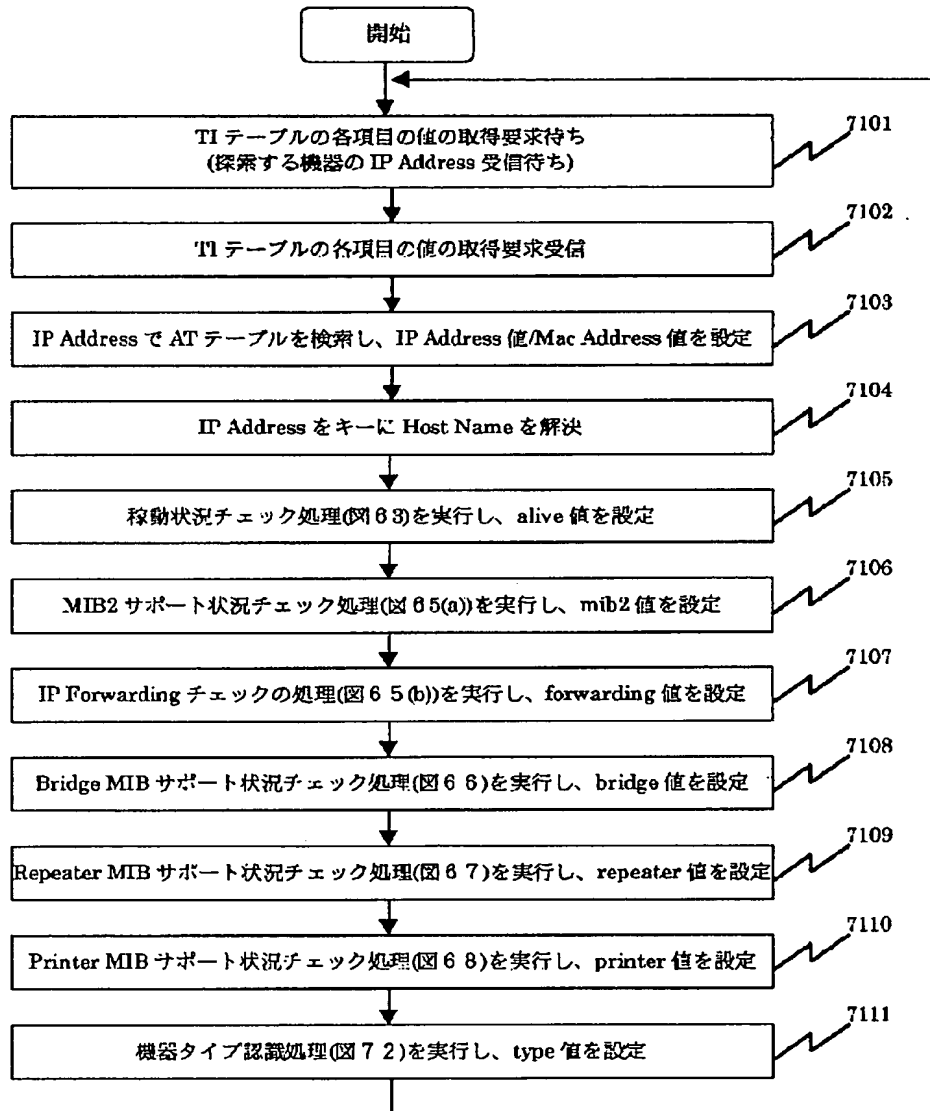 開始
TI テーブルの各項目の値の取得要求待ち
(探索する機器の IP Address 受信待ち)
7101
TI テーブルの各項目の値の取得要求受信
7102
IP Address で AT テーブルを検索し、IP Address 値/Mac Address 値を設定
7103
IP Address をキーに Host Name を解決
7104
稼動状況チェック処理(図63)を実行し、alive 値を設定
7105
MIB2 サポート状況チェック処理(図65(a))を実行し、mib2 値を設定
7106
IP Forwarding チェックの処理(図65(b))を実行し、forwarding 値を設定
7107
Bridge MIB サポート状況チェック処理(図66)を実行し、bridge 値を設定
7108
Repeater MIB サポート状況チェック処理(図67)を実行し、repeater 値を設定
7109
Printer MIB サポート状況チェック処理(図68)を実行し、printer 値を設定
7110
機器タイプ認識処理(図72)を実行し、type 値を設定
7111